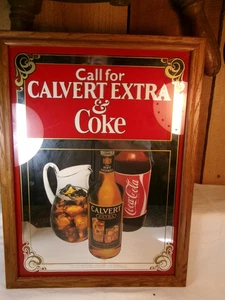 Call for
CALVERT EXTRA
&
Coke
Coca-Cola
CALVERT
EXTRA